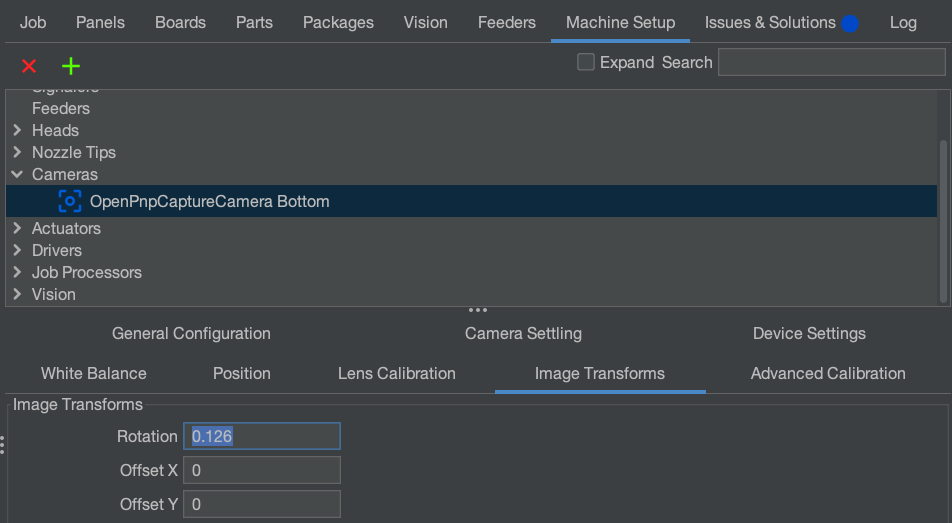 Job Panels Boards Parts Packages Vision Feeders Machine Setup Issues & Solutions Log
Expand Search
Signalers
Feeders
Heads
Nozzle Tips
Cameras
OpenPnpCaptureCamera Bottom
Actuators
Drivers
Job Processors
Vision
General Configuration Camera Settling Device Settings
White Balance Position Lens Calibration Image Transforms Advanced Calibration
Image Transforms
Rotation 0.126
Offset X 0
Offset Y 0